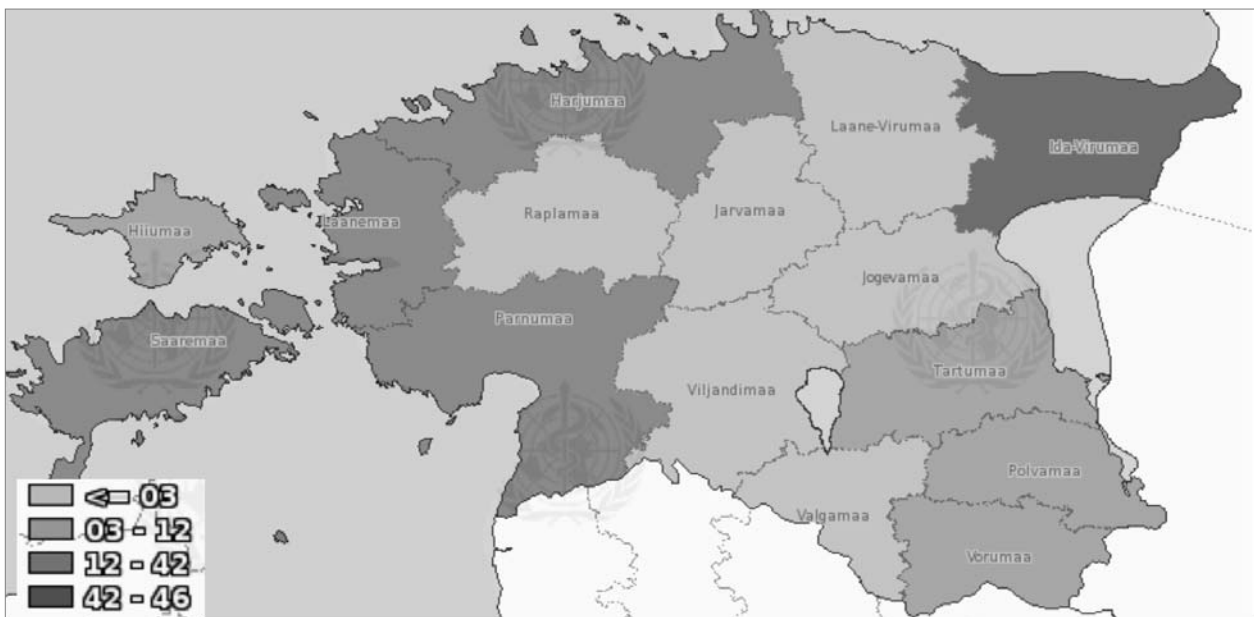 Harjumaa
Laane-Virumaa
Ida-Virumaa
Hiiumaa
Laanemaa
Raplamaa
Jarvamaa
Jogevamaa
Saaremaa
Parnumaa
Viljandimaa
Tartumaa
Polvamaa
Valgamaa
Vorumaa
<= 03
03 - 12
12 - 42
42 - 46